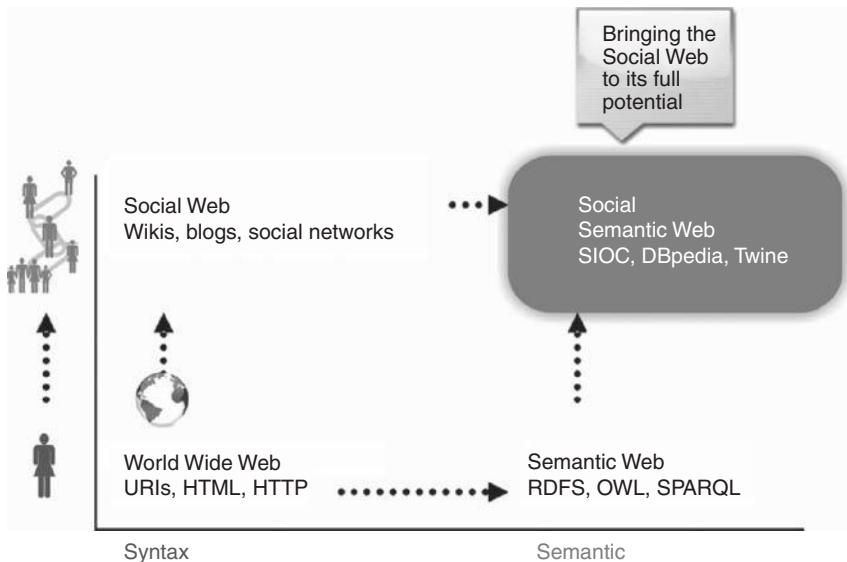 Bringing the
Social Web
to its full
potential
Social Web
Wikis, blogs, social networks
Social
Semantic Web
SIOC, DBpedia, Twine
World Wide Web
URIs, HTML, HTTP
Semantic Web
RDFS, OWL, SPARQL
Syntax
Semantic